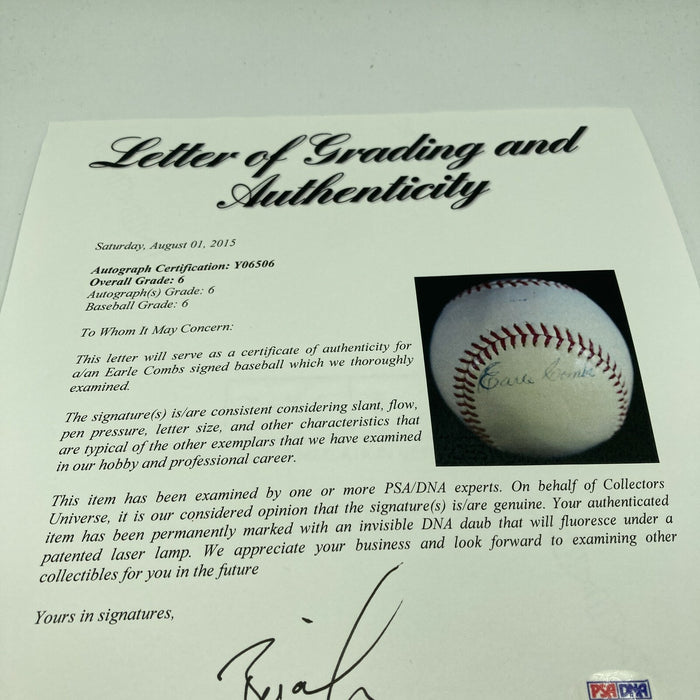 Letter of Grading and
Authenticity
Saturday, August 01, 2015
Autograph Certification: Y06506
Overall Grade: 6
Autograph(s) Grade: 6
Baseball Grade: 6
To Whom It May Concern:
This letter will serve as a certificate of authenticity for
a/an Earle Combs signed baseball which we thoroughly
examined.
The signature(s) is/are consistent considering slant, flow,
pen pressure, letter size, and other characteristics that
are typical of the other exemplars that we have examined
in our hobby and professional career.
Earle Combs
This item has been examined by one or more PSA/DNA experts. On behalf of Collectors
Universe, it is our considered opinion that the signature(s) is/are genuine. Your authenticated
item has been permanently marked with an invisible DNA daub that will fluoresce under a
patented laser lamp. We appreciate your business and look forward to examining other
collectibles for you in the future
Yours in signatures,
PSA/DNA